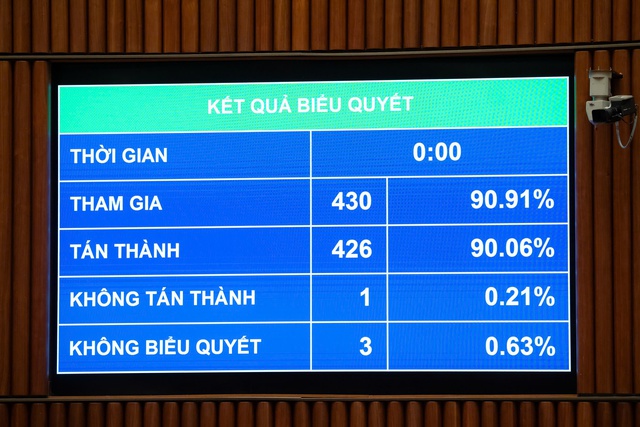 KẾT QUẢ BIỂU QUYẾT
THỜI GIAN 0:00
THAM GIA 430 90.91%
TÁN THÀNH 426 90.06%
KHÔNG TÁN THÀNH 1 0.21%
KHÔNG BIỂU QUYẾT 3 0.63%